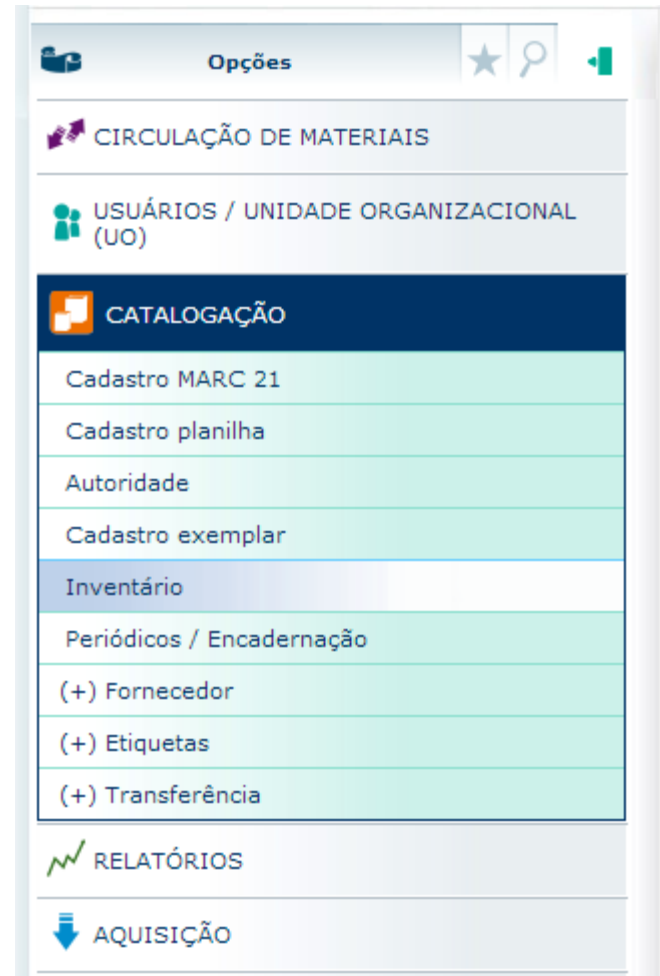 Opções
CIRCULAÇÃO DE MATERIAIS
USUÁRIOS / UNIDADE ORGANIZACIONAL
(UO)
CATALOGAÇÃO
Cadastro MARC 21
Cadastro planilha
Autoridade
Cadastro exemplar
Inventário
Periódicos / Encadernação
(+) Fornecedor
(+) Etiquetas
(+) Transferência
RELATÓRIOS
AQUISIÇÃO